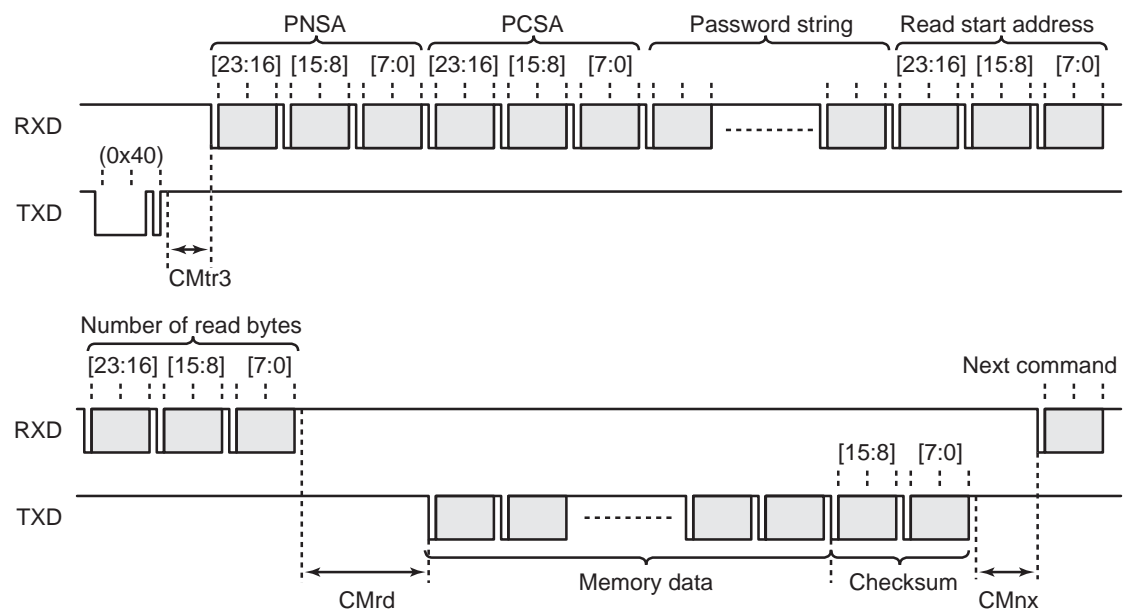 PNSA PCSA Password string Read start address
[23:16] [15:8] [7:0] [23:16] [15:8] [7:0] [23:16] [15:8] [7:0]
RXD
(0x40)
TXD
CMtr3
Number of read bytes
[23:16] [15:8] [7:0] Next command
RXD
[15:8] [7:0]
TXD
Memory data Checksum
CMrd CMnx